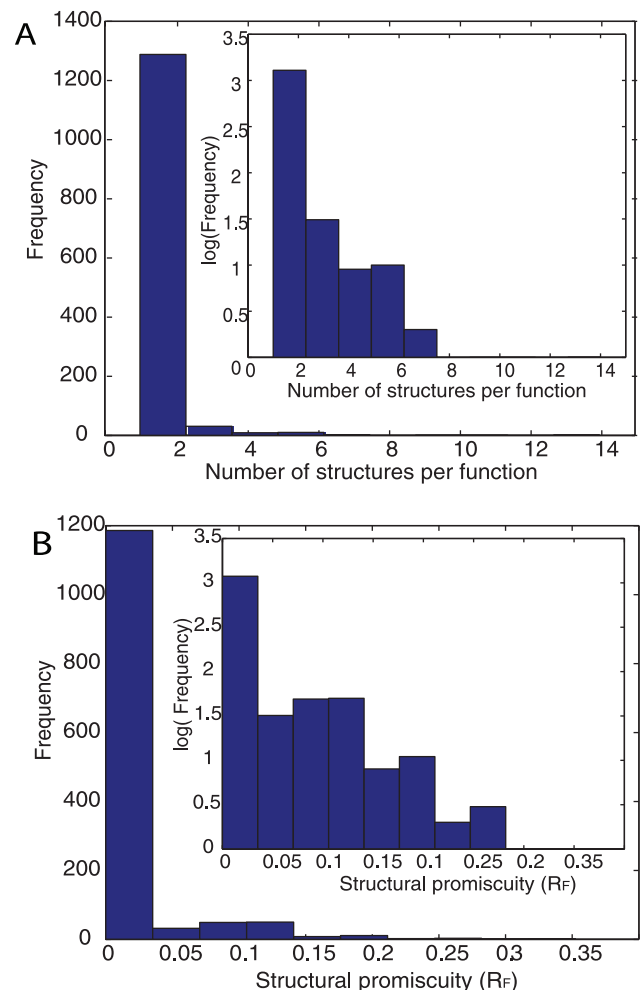 A
1400
1200
1000
800
600
400
200
0
Frequency
0 2 4 6 8 10 12 14
Number of structures per function
3.5
3
2.5
2
1.5
1
0.5
0
log(Frequency)
0 2 4 6 8 10 12 14
Number of structures per function
B
1200
1000
800
600
400
200
0
Frequency
0 0.05 0.1 0.15 0.2 0.25 0.3 0.35
Structural promiscuity (RF)
3.5
3
2.5
2
1.5
1
0.5
0
log( Frequency)
0 0.05 0.1 0.15 0.1 0.25 0.2 0.35
Structural promiscuity (RF)